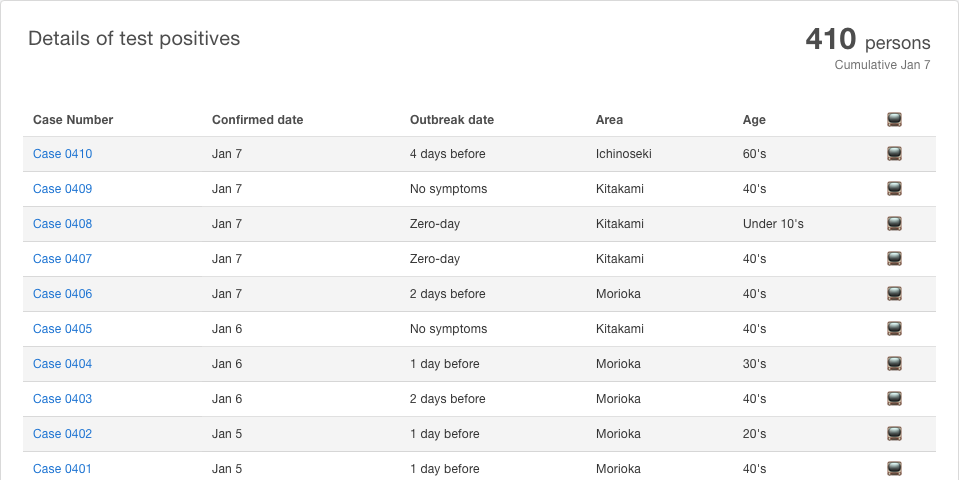 Details of test positives
410 persons
Cumulative Jan 7
Case Number Confirmed date Outbreak date Area Age
Case 0410 Jan 7 4 days before Ichinoseki 60's
Case 0409 Jan 7 No symptoms Kitakami 40's
Case 0408 Jan 7 Zero-day Kitakami Under 10's
Case 0407 Jan 7 Zero-day Kitakami 40's
Case 0406 Jan 7 2 days before Morioka 40's
Case 0405 Jan 6 No symptoms Kitakami 40's
Case 0404 Jan 6 1 day before Morioka 30's
Case 0403 Jan 6 2 days before Morioka 40's
Case 0402 Jan 5 1 day before Morioka 20's
Case 0401 Jan 5 1 day before Morioka 40's